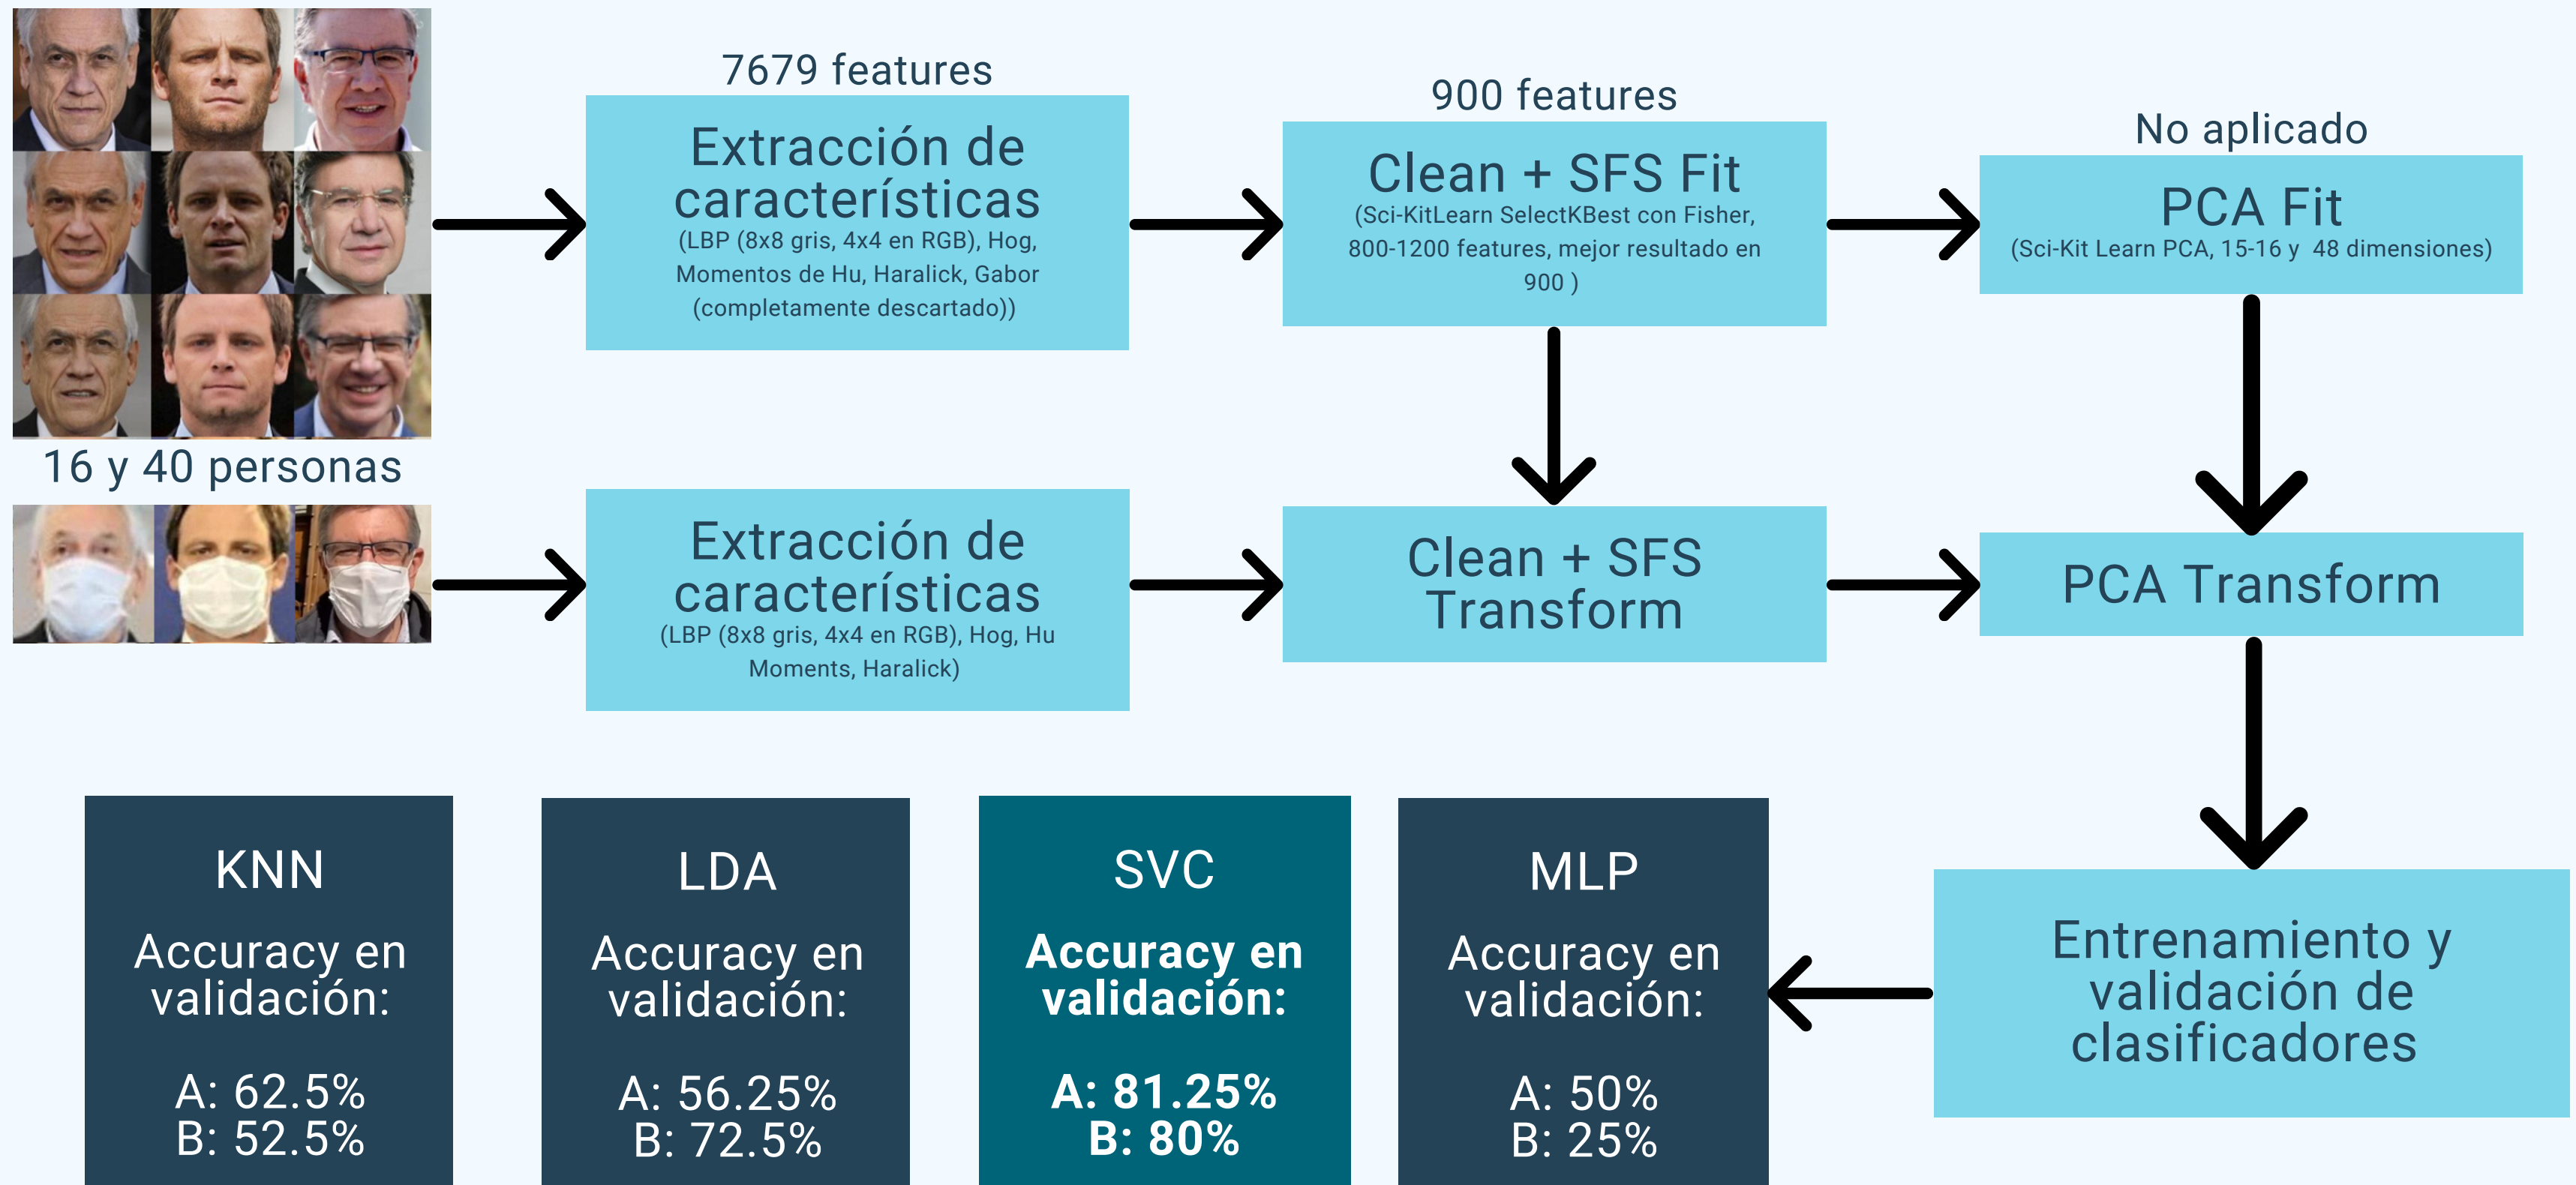 7679 features
Extracción de
características
(LBP (8x8 gris, 4x4 en RGB), Hog,
Momentos de Hu, Haralick, Gabor
(completamente descartado))
900 features
Clean + SFS Fit
(Sci-KitLearn SelectKBest con Fisher,
800-1200 features, mejor resultado en
900 )
No aplicado
PCA Fit
(Sci-Kit Learn PCA, 15-16 y 48 dimensiones)
16 y 40 personas
Extracción de
características
(LBP (8x8 gris, 4x4 en RGB), Hog, Hu
Moments, Haralick)
Clean + SFS
Transform
PCA Transform
KNN
Accuracy en
validación:
A: 62.5%
B: 52.5%
LDA
Accuracy en
validación:
A: 56.25%
B: 72.5%
SVC
Accuracy en
validación:
A: 81.25%
B: 80%
MLP
Accuracy en
validación:
A: 50%
B: 25%
Entrenamiento y
validación de
clasificadores